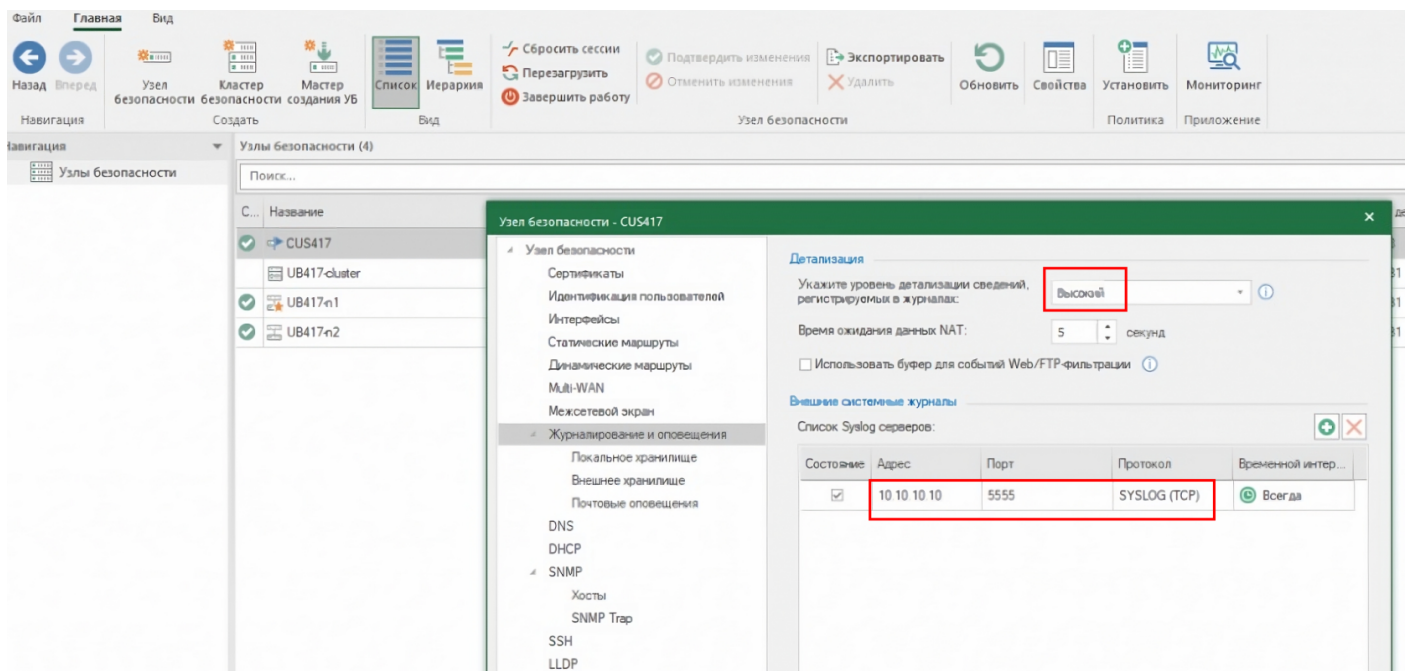 Файл Главная Вид
Назад Вперед
Узел безопасности
Кластер безопасности
Мастер создания УБ
Список Иерархия
Сбросить сессии
Перезагрузить
Завершить работу
Подтвердить изменения
Отменить изменения
Экспортировать
Удалить
Обновить Свойства Установить Мониторинг
Навигация Создать Вид Узел безопасности Политика Приложение
Навигация
Узлы безопасности
Узлы безопасности (4)
Поиск...
С... Название
CUS417
UB417-cluster
UB417-n1
UB417-n2
31
31
31
Узел безопасности - CUS417
Узел безопасности
Сертификаты
Идентификация пользователей
Интерфейсы
Статические маршруты
Динамические маршруты
Multi-WAN
Межсетевой экран
Журналирование и оповещения
Локальное хранилище
Внешнее хранилище
Почтовые оповещения
DNS
DHCP
SNMP
Хосты
SNMP Trap
SSH
LLDP
Детализация
Укажите уровень детализации сведений,
регистрируемых в журналах:
Высокий
Время ожидания данных NAT:
5 секунд
Использовать буфер для событий Web/FTP-фильтрации
Внешние системные журналы
Список Syslog серверов:
Состояние Адрес Порт Протокол Временной интер...
10.10.10.10 5555 SYSLOG (TCP) Всегда